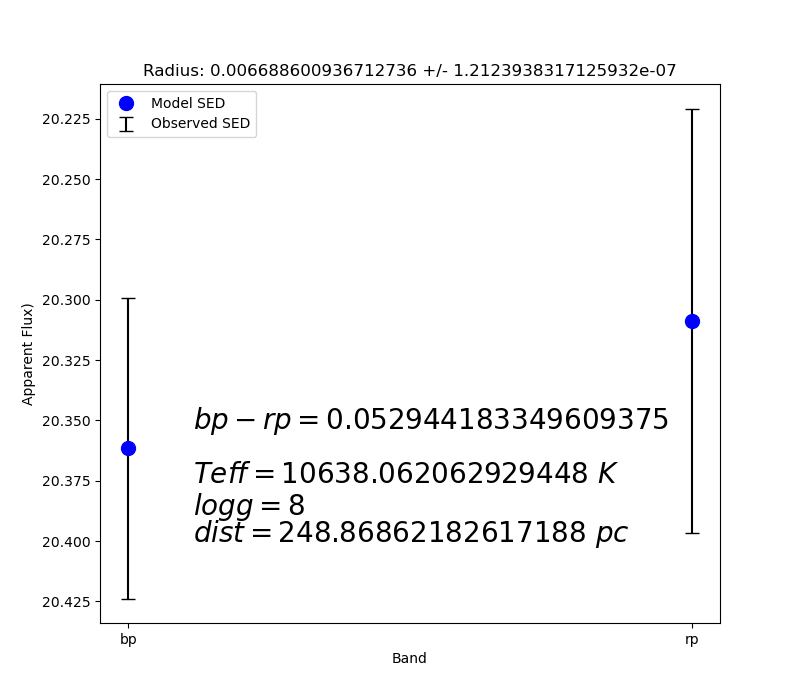 Radius: 0.006688600936712736 +/- 1.2123938317125932e-07
Model SED
Observed SED
20.225
20.250
20.275
20.300
20.325
20.350
20.375
20.400
20.425
Apparent Flux)
bp − rp = 0.052944183349609375
Teff = 10638.062062929448 K
logg = 8
dist = 248.86862182617188 pc
bp
rp
Band